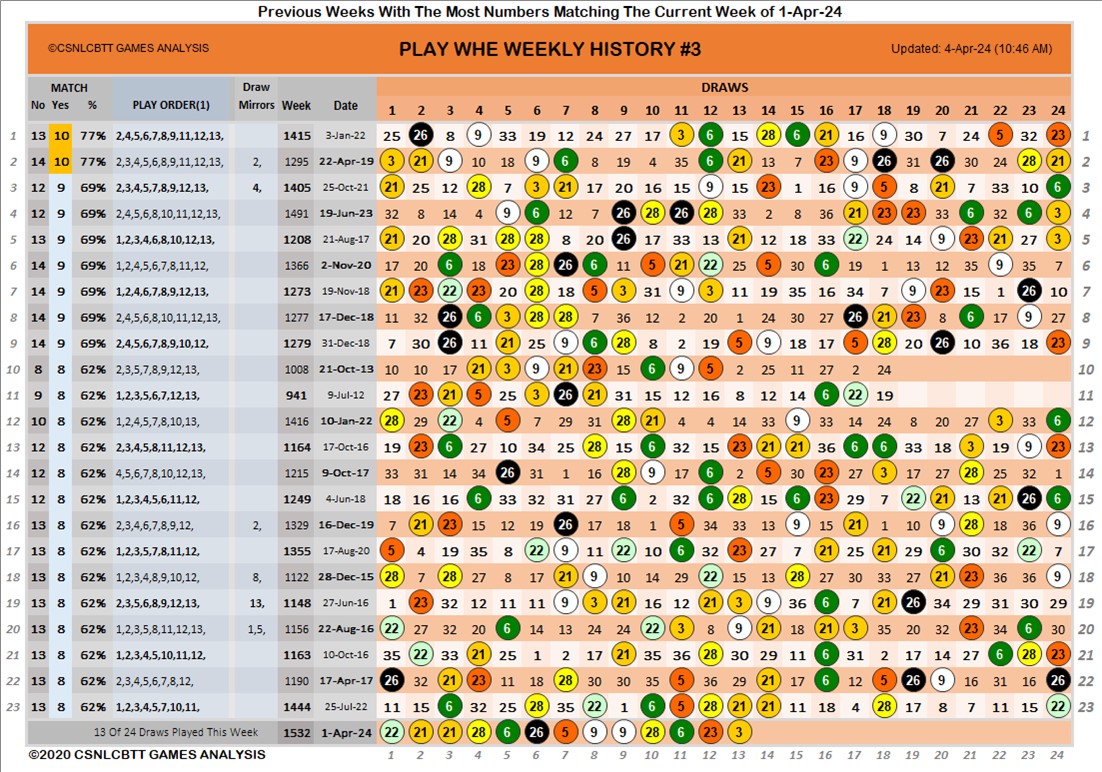 Previous Weeks With The Most Numbers Matching The Current Week of 1-Apr-24
©CSNLCBTT GAMES ANALYSIS PLAY WHE WEEKLY HISTORY #3 Updated: 4-Apr-24 (10:46 AM)
MATCH Draw DRAWS
No Yes % PLAY ORDER(1) Mirrors Week Date 1 2 3 4 5 6 7 8 9 10 11 12 13 14 15 16 17 18 19 20 21 22 23 24
1 13 10 77% 2,4,5,6,7,8,9,11,12,13, 1415 3-Jan-22 25 26 8 9 33 19 12 24 27 17 3 6 15 28 6 21 16 9 30 7 24 5 32 23 1
2 14 10 77% 2,3,4,5,6,8,9,11,12,13, 2, 1295 22-Apr-19 3 21 9 10 18 9 6 8 19 4 35 6 21 13 7 23 9 26 31 26 30 24 28 21 2
3 12 9 69% 2,3,4,5,7,8,9,12,13, 4, 1405 25-Oct-21 21 25 12 28 7 3 21 17 20 16 15 9 15 23 1 16 9 5 8 21 7 33 10 6 3
4 12 9 69% 2,4,5,6,8,10,11,12,13, 1491 19-Jun-23 32 8 14 4 9 6 12 7 26 28 26 28 33 2 8 36 21 23 23 33 6 32 6 3 4
5 13 9 69% 1,2,3,4,6,8,10,12,13, 1208 21-Aug-17 21 20 28 31 28 28 8 20 26 17 33 13 21 12 18 33 22 24 14 9 23 21 27 3 5
6 14 9 69% 1,2,4,5,6,7,8,11,12, 1366 2-Nov-20 17 20 6 18 23 28 26 6 11 5 21 22 25 5 30 6 19 1 13 12 35 9 35 7 6
7 14 9 69% 1,2,4,6,7,8,9,12,13, 1273 19-Nov-18 21 23 22 23 20 28 18 5 3 31 9 3 11 19 35 16 34 7 9 23 15 1 26 10 7
8 14 9 69% 2,4,5,6,8,10,11,12,13, 1277 17-Dec-18 11 32 26 6 3 28 28 7 36 12 2 20 1 24 30 27 26 21 23 8 6 17 9 27 8
9 14 9 69% 2,4,5,6,7,8,9,10,12, 1279 31-Dec-18 7 30 26 11 21 25 9 6 28 8 2 19 5 9 18 17 5 28 20 26 10 36 18 23 9
10 8 8 62% 2,3,5,7,8,9,10,12,13, 1008 21-Oct-13 10 10 17 21 3 9 21 23 15 6 9 5 2 25 11 27 2 24 10
11 9 8 62% 1,2,3,5,6,7,12,13, 941 9-Jul-12 27 23 21 5 25 3 26 21 31 15 12 16 8 12 14 6 22 19 11
12 10 8 62% 1,2,4,5,7,8,10,13, 1416 10-Jan-22 28 29 22 4 5 7 29 31 28 21 4 4 14 33 9 33 14 24 8 20 27 3 33 6 12
13 12 8 62% 2,3,4,5,8,11,12,13, 1164 17-Oct-16 19 23 6 27 10 34 25 28 15 6 32 15 23 21 21 13 6 6 33 18 3 19 9 23 13
14 12 8 62% 4,5,6,7,8,10,12,13, 1215 9-Oct-17 33 31 14 34 26 31 1 16 28 9 17 6 2 5 30 23 27 3 17 21 28 25 32 1 14
15 12 8 62% 1,2,3,4,5,6,11,12, 1249 4-Jun-18 18 16 16 6 33 32 31 27 6 2 32 6 28 15 6 23 29 7 22 21 13 21 26 6 15
16 13 8 62% 2,3,4,6,7,8,9,12, 2, 1329 16-Dec-19 7 21 23 15 12 19 26 17 18 1 5 34 33 13 9 15 21 1 10 9 28 18 36 9 16
17 13 8 62% 1,2,3,5,7,8,11,12, 1355 17-Aug-20 5 4 19 35 8 22 9 11 22 10 6 32 23 27 7 21 18 21 29 6 30 32 22 7 17
18 13 8 62% 1,2,3,4,8,9,10,12, 8, 1122 28-Dec-15 28 7 28 27 8 7 21 9 10 14 29 22 15 13 28 27 30 33 27 21 23 36 36 9 18
19 13 8 62% 2,3,5,6,8,9,12,13, 13, 1148 27-Jun-16 1 23 32 12 11 11 9 3 21 16 12 21 3 9 36 6 7 21 26 34 29 31 30 29 19
20 13 8 62% 1,2,3,5,8,11,12,13, 1,5, 1156 22-Aug-16 22 27 32 20 6 14 13 24 24 22 3 8 9 21 18 21 3 35 20 32 23 34 6 30 20
21 13 8 62% 1,2,3,4,5,10,11,12, 1163 10-Oct-16 35 22 33 21 25 1 2 17 21 35 36 28 30 29 11 6 31 2 17 14 27 6 28 23 21
22 13 8 62% 2,3,4,5,6,7,8,12, 1190 17-Apr-17 26 32 21 23 11 18 28 30 30 35 5 36 29 21 15 6 12 5 26 9 16 31 16 26 22
23 13 8 62% 1,2,3,4,5,7,10,11, 1444 25-Jul-22 11 15 6 32 25 28 35 22 1 6 5 28 21 21 11 18 4 28 17 8 7 11 15 22 23
13 Of 24 Draws Played This Week 1532 1-Apr-24 22 21 21 28 6 26 5 9 9 28 6 23 3
©2020 CSNLCBTT GAMES ANALYSIS 1 2 3 4 5 6 7 8 9 10 11 12 13 14 15 16 17 18 19 20 21 22 23 24